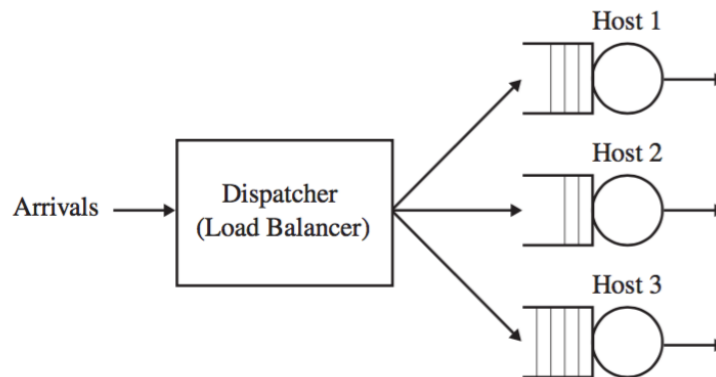 Host 1
Host 2
Arrivals
Dispatcher
(Load Balancer)
Host 3